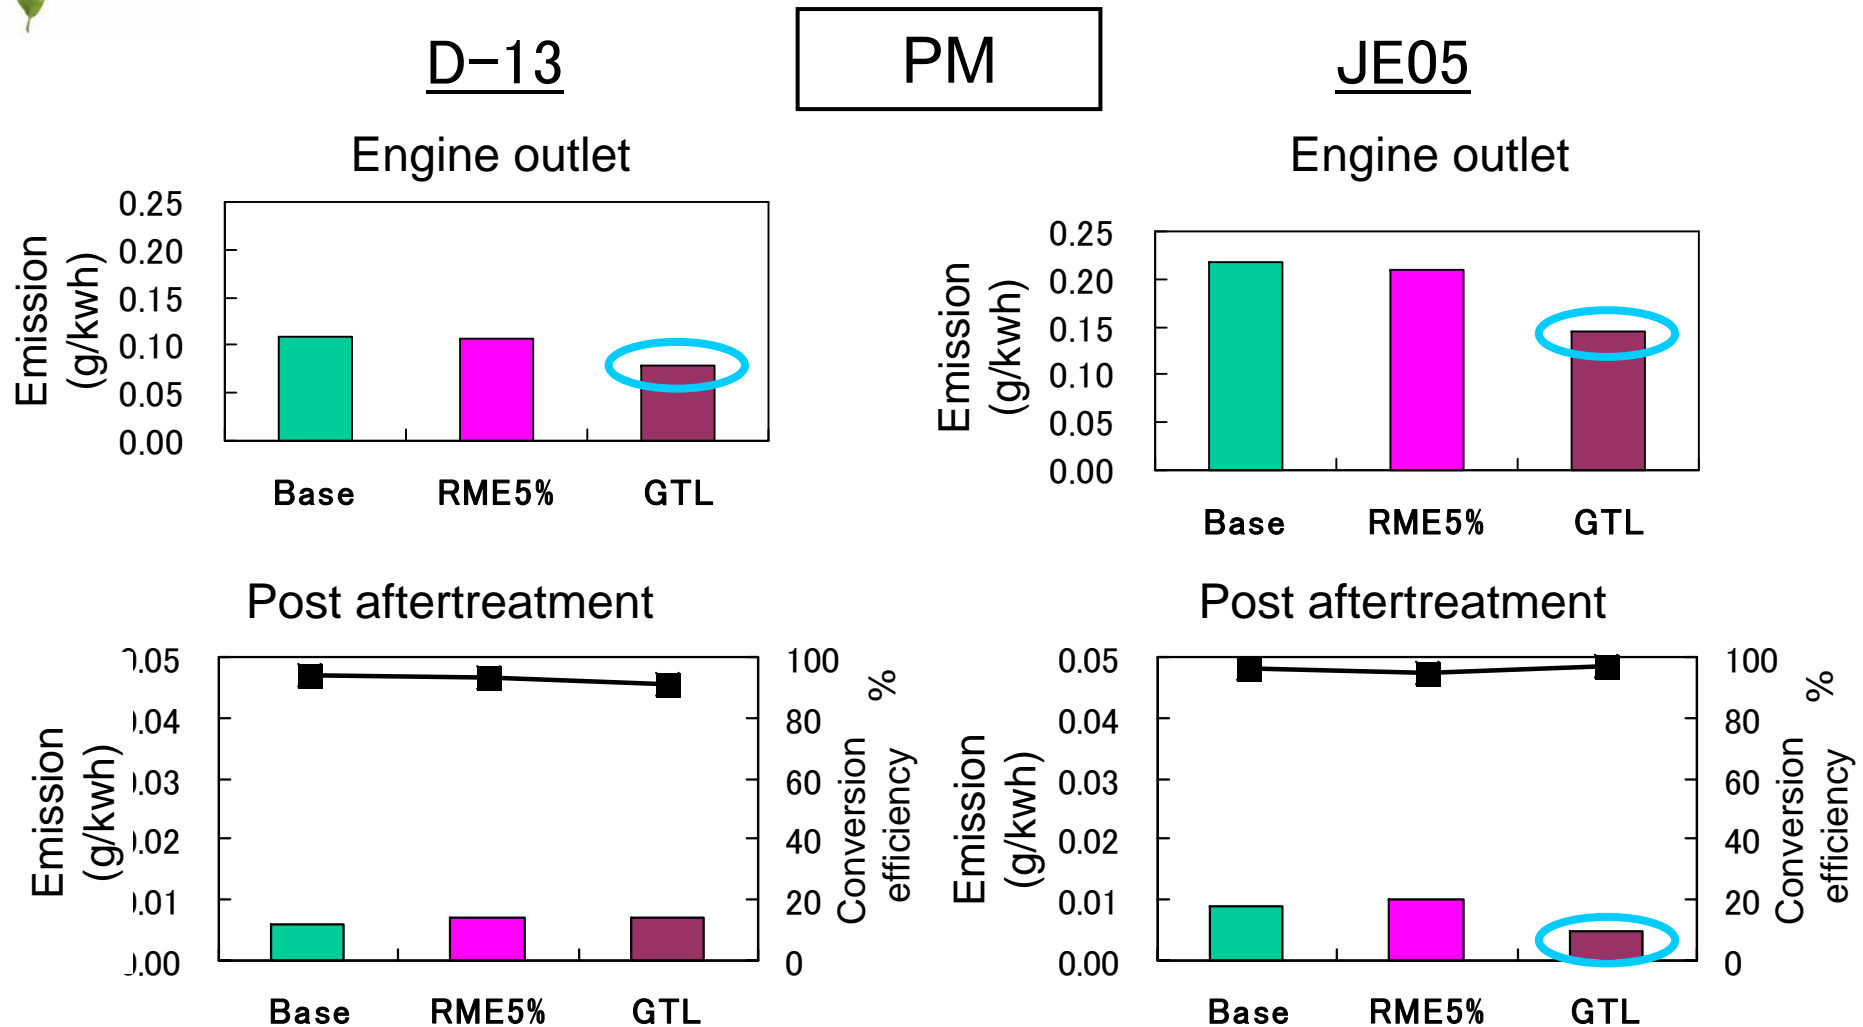 D-13
PM
JE05
Engine outlet
0.25
0.20
0.15
0.10
0.05
0.00
Emission
(g/kwh)
Base RME5% GTL
Engine outlet
0.25
0.20
0.15
0.10
0.05
0.00
Emission
(g/kwh)
Base RME5% GTL
Post aftertreatment
.05
.04
.03
.02
.01
.00
Emission
(g/kwh)
100
80
60
40
20
0
Conversion
efficiency
%
Base RME5% GTL
Post aftertreatment
0.05
0.04
0.03
0.02
0.01
0.00
Emission
(g/kwh)
100
80
60
40
20
0
Conversion
efficiency
%
Base RME5% GTL